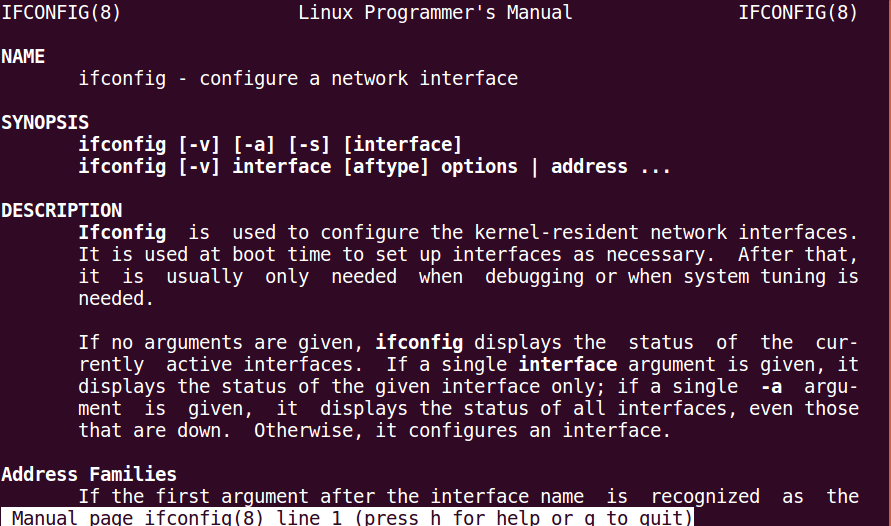 IFCONFIG(8) Linux Programmer's Manual IFCONFIG(8)
NAME
ifconfig - configure a network interface
SYNOPSIS
ifconfig [-v] [-a] [-s] [interface]
ifconfig [-v] interface [aftype] options | address ...
DESCRIPTION
Ifconfig is used to configure the kernel-resident network interfaces.
It is used at boot time to set up interfaces as necessary. After that,
it is usually only needed when debugging or when system tuning is
needed.
If no arguments are given, ifconfig displays the status of the cur-
rently active interfaces. If a single interface argument is given, it
displays the status of the given interface only; if a single -a argu-
ment is given, it displays the status of all interfaces, even those
that are down. Otherwise, it configures an interface.
Address Families
If the first argument after the interface name is recognized as the
Manual page ifconfig(8) line 1 (press h for help or q to quit)